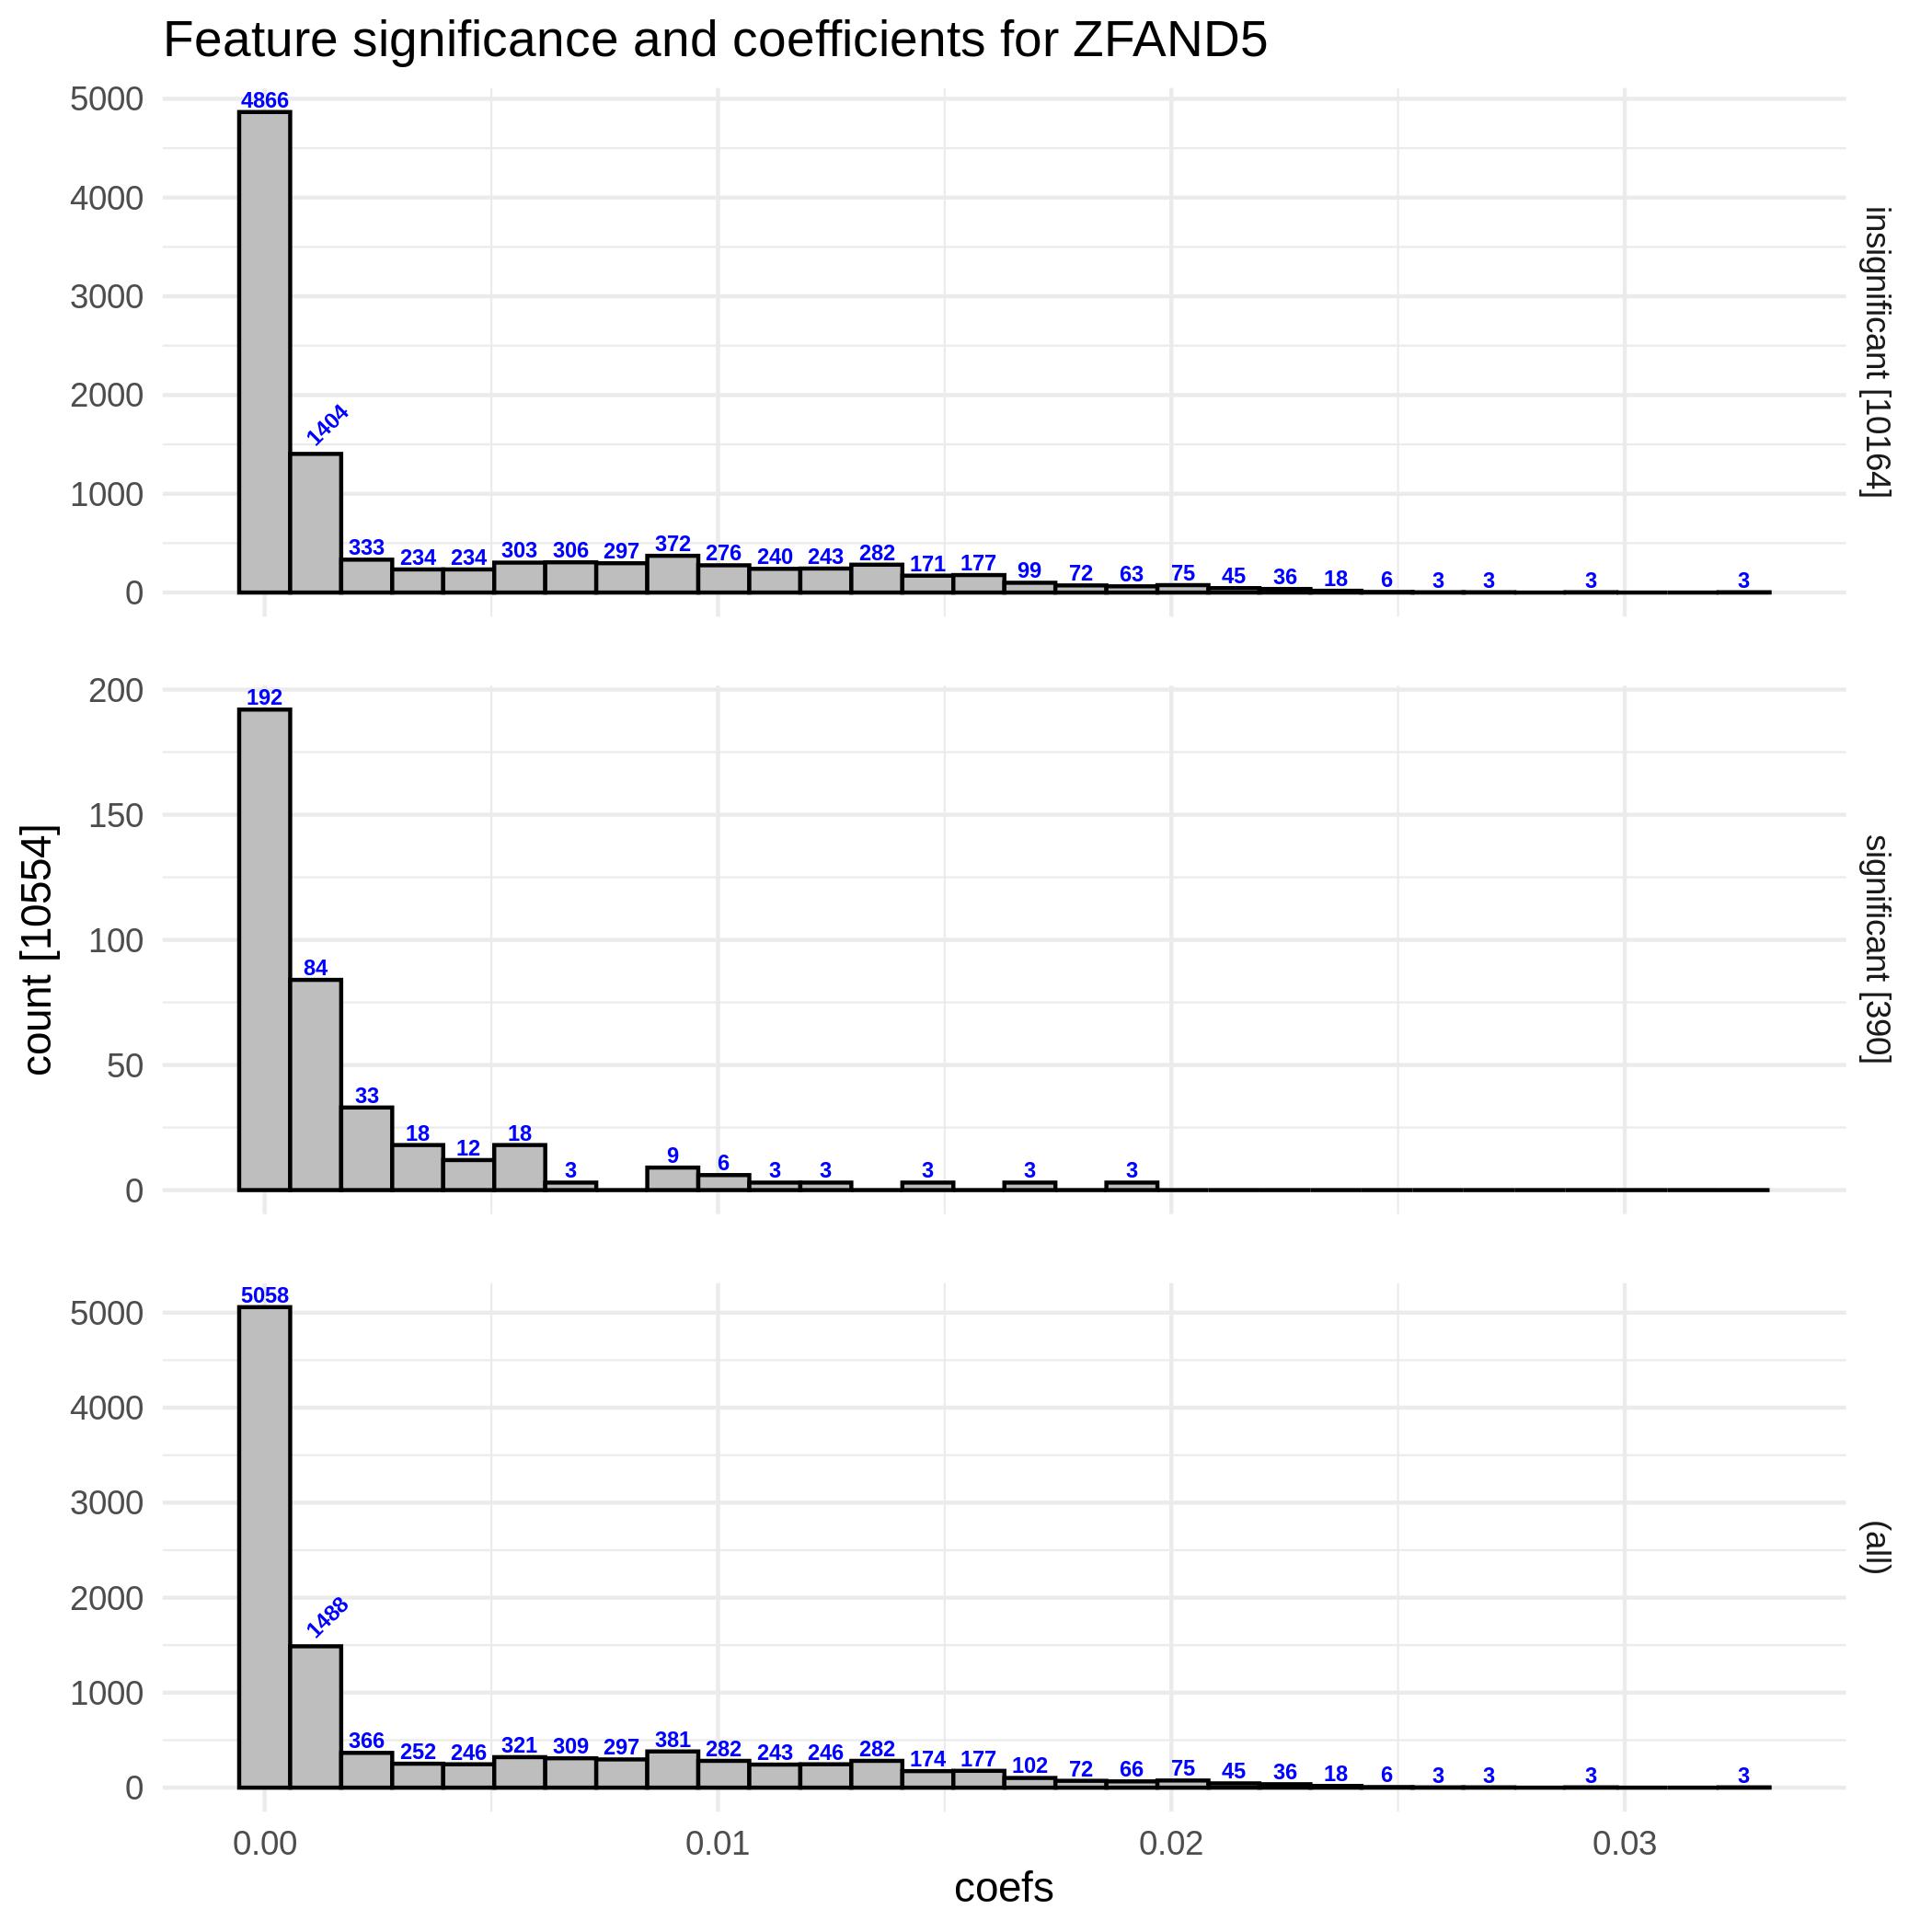 Feature significance and coefficients for ZFAND5
count [10554]
5000
4000
3000
2000
1000
0
4866
1404
333 234 234 303 306 297 372 276 240 243 282 171 177 99 72 63 75 45 36 18 6 3 3 3 3
insignificant [10164]
200
150
100
50
0
192
84
33
18 12 18 3 9 6 3 3 3 3 3
significant [390]
5000
4000
3000
2000
1000
0
5058
1488
366 252 246 321 309 297 381 282 243 246 282 174 177 102 72 66 75 45 36 18 6 3 3 3 3
(all)
0.00 0.01 0.02 0.03
coefs